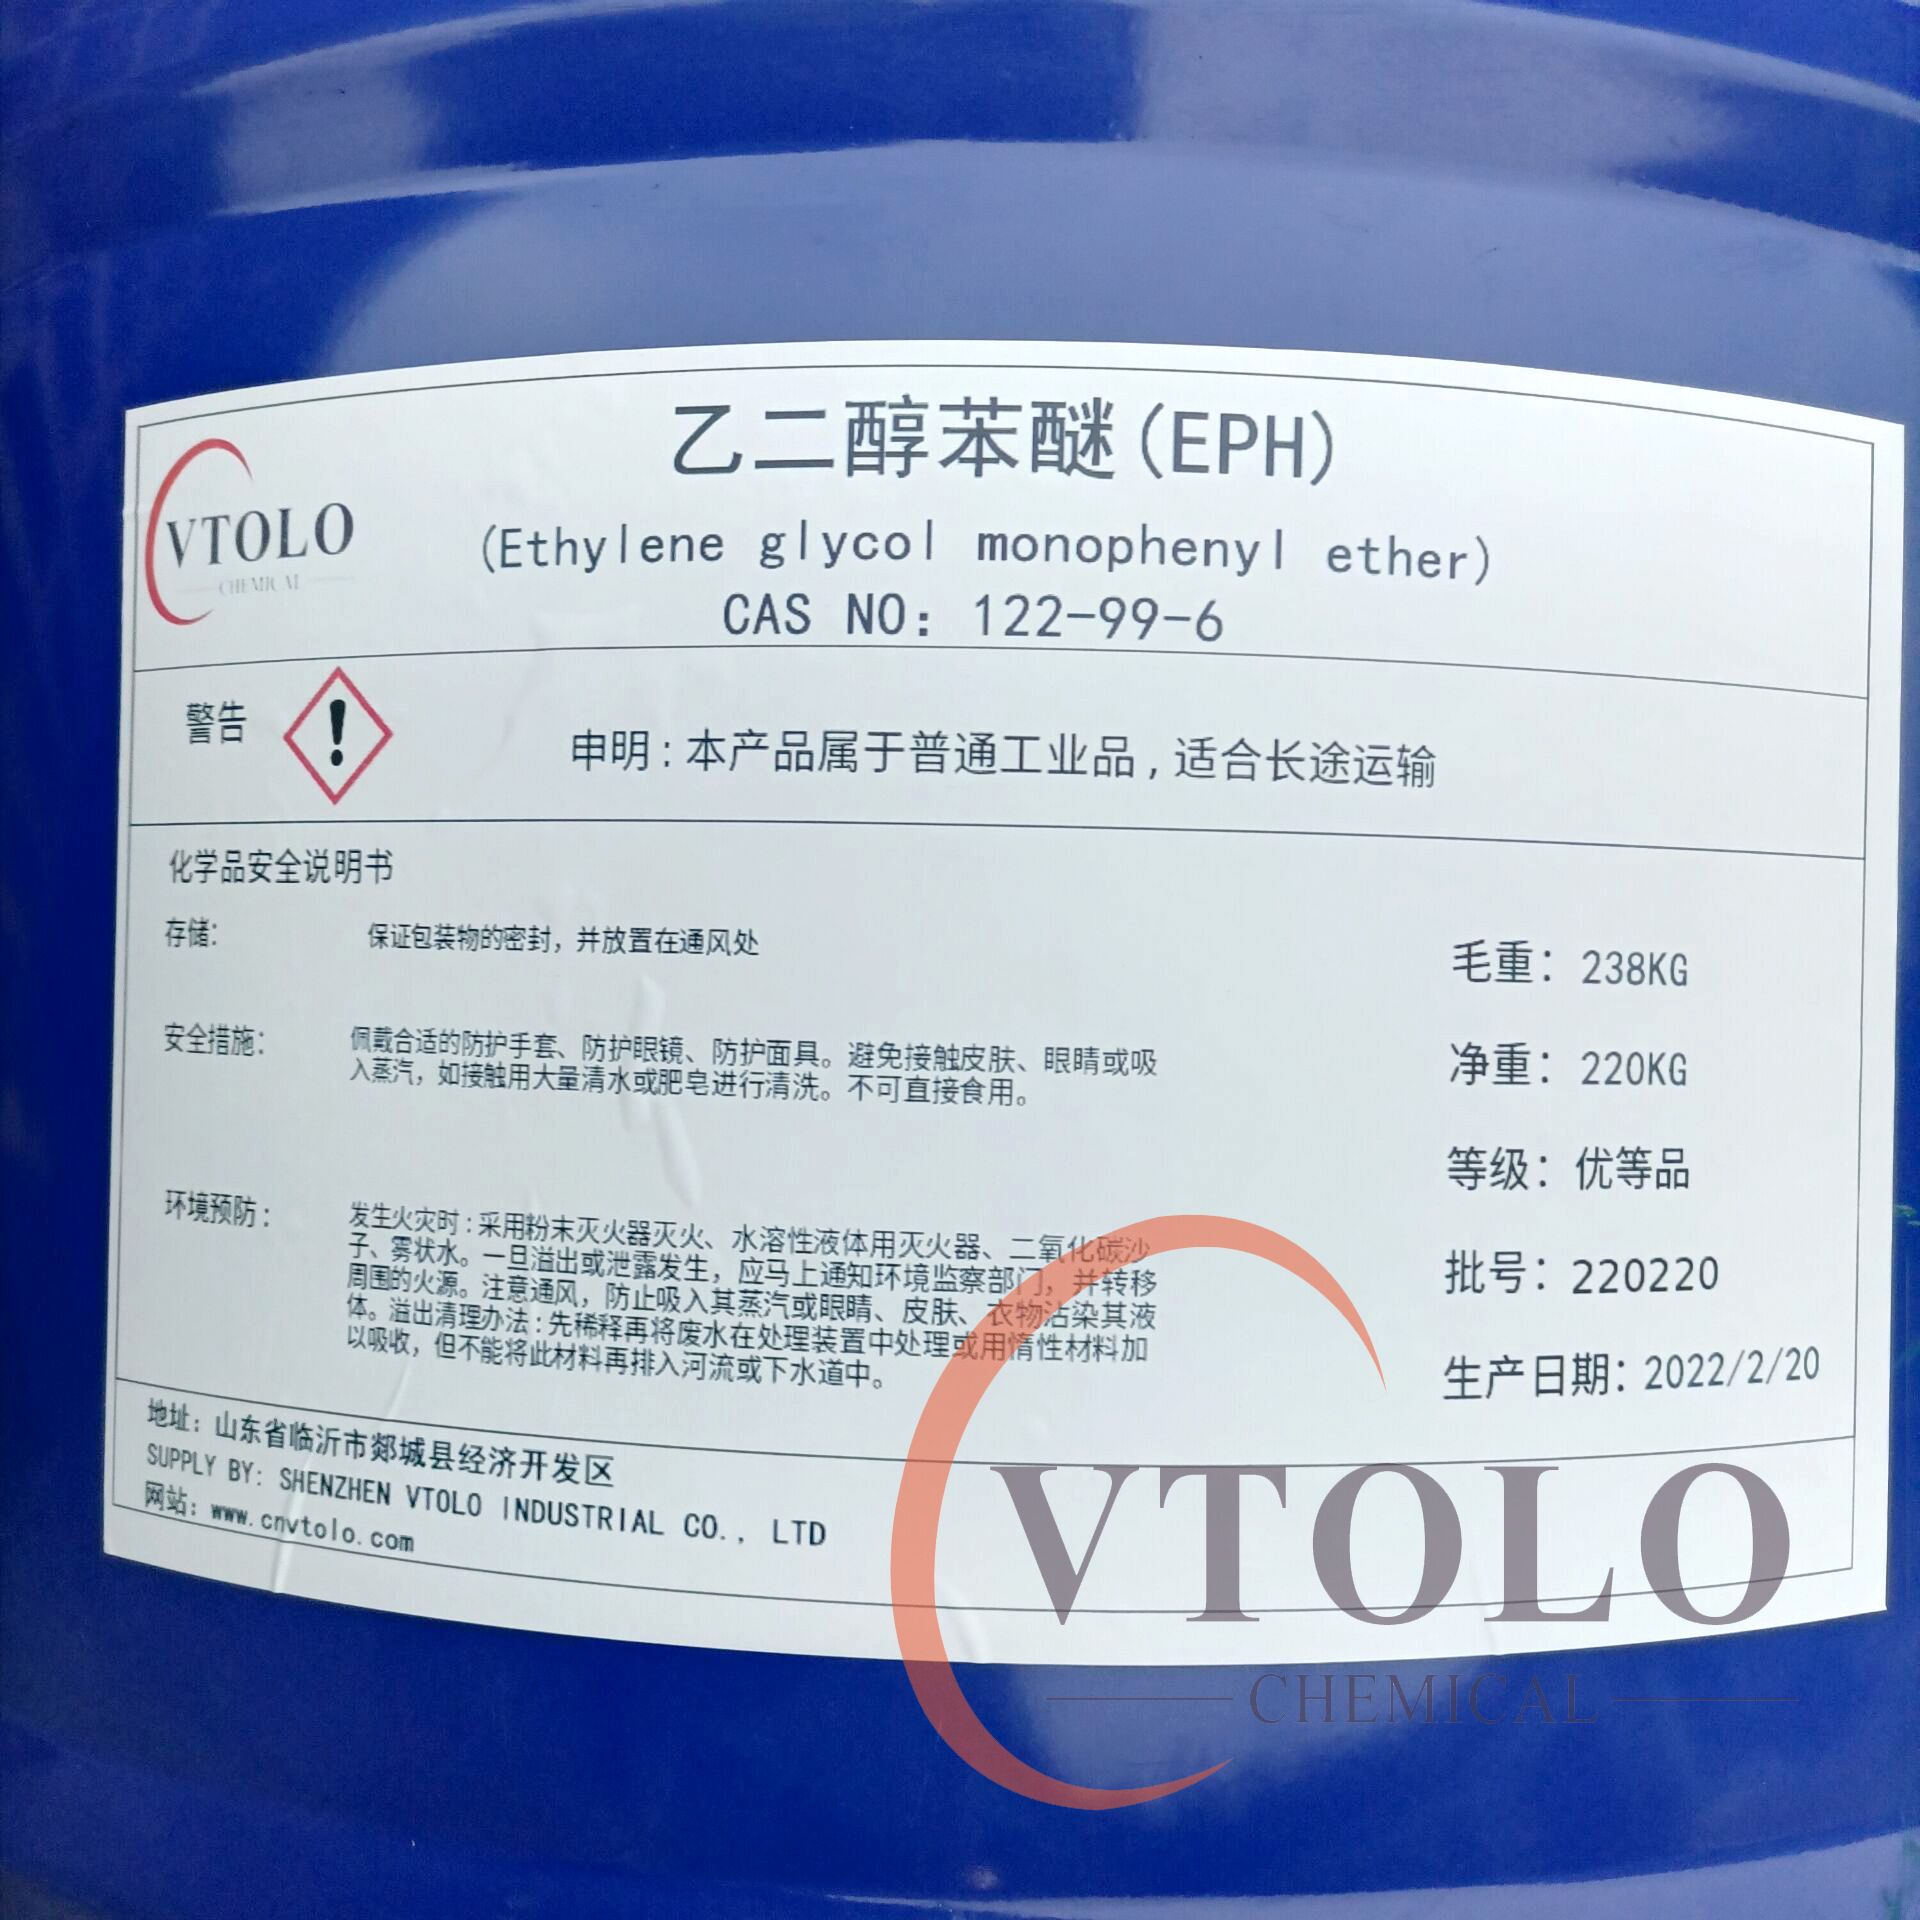 乙二醇苯醚(EPH)
VTOLO
CHEMICAL
(Ethylene glycol monophenyl ether)
CAS NO: 122-99-6
警告
申明:本产品属于普通工业品,适合长途运输
化学品安全说明书
存储: 保证包装物的密封，并放置在通风处
安全措施: 佩戴合适的防护手套、防护眼镜、防护面具。避免接触皮肤、眼睛或吸
入蒸汽，如接触用大量清水或肥皂进行清洗。不可直接食用。
环境预防: 发生火灾时:采用粉末灭火器灭火、水溶性液体用灭火器、二氧化碳沙
子、雾状水。一旦溢出或泄露发生，应马上通知环境监察部门，并转移
周围的火源。注意通风，防止吸入其蒸汽或眼睛、皮肤、衣物沾染其液
体。溢出清理办法:先稀释再将废水在处理装置中处理或用惰性材料加
以吸收，但不能将此材料再排入河流或下水道中。
毛重: 238KG
净重: 220KG
等级: 优等品
批号: 220220
生产日期: 2022/2/20
地址: 山东省临沂市郯城县经济开发区
SUPPLY BY: SHENZHEN VTOLO INDUSTRIAL CO., LTD
网站: www.cnvtolo.com
VTOLO
CHEMICAL